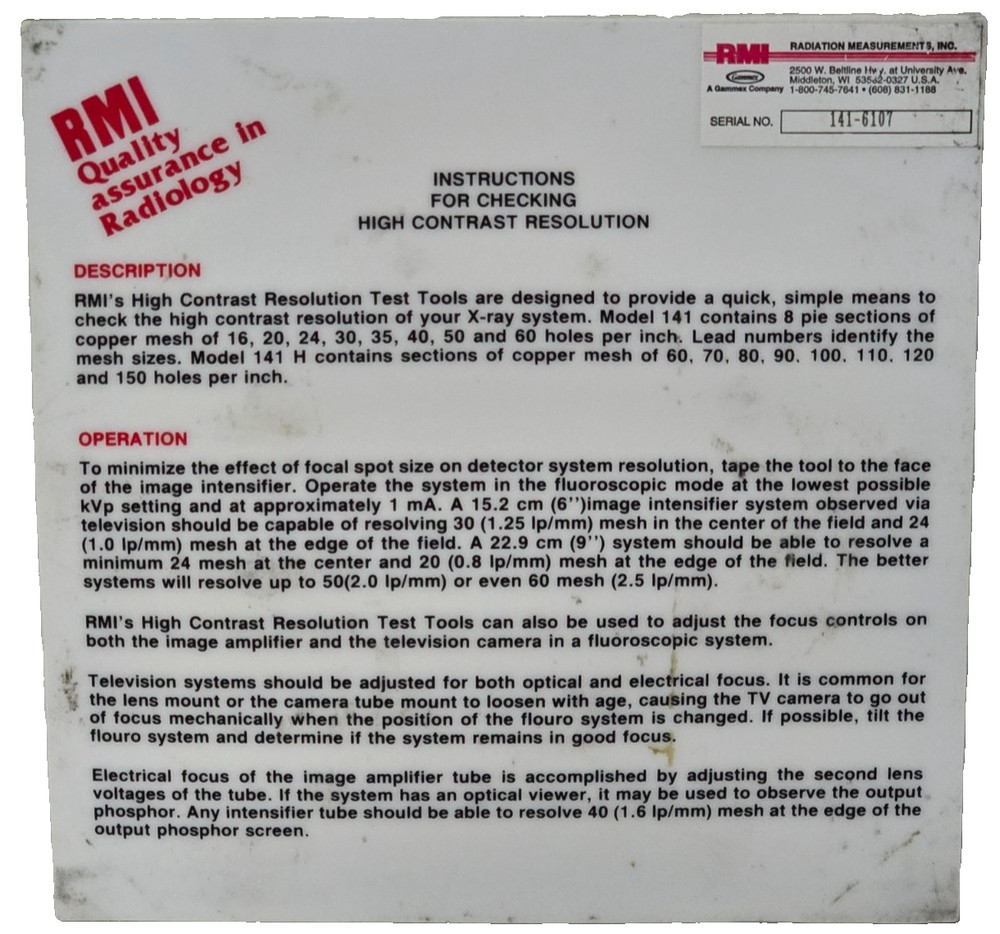 RMI
Quality
assurance in
Radiology
RMI
RADIATION MEASUREMENTS, INC.
2500 W. Beltline Hwy. at University Ave.
Middleton, WI 53562-0327 U.S.A.
A Gammex Company 1-800-745-7641 • (608) 831-1188
SERIAL NO. 141-6107
INSTRUCTIONS
FOR CHECKING
HIGH CONTRAST RESOLUTION
DESCRIPTION
RMI's High Contrast Resolution Test Tools are designed to provide a quick, simple means to
check the high contrast resolution of your X-ray system. Model 141 contains 8 pie sections of
copper mesh of 16, 20, 24, 30, 35, 40, 50 and 60 holes per inch. Lead numbers identify the
mesh sizes. Model 141 H contains sections of copper mesh of 60, 70, 80, 90, 100, 110, 120
and 150 holes per inch.
OPERATION
To minimize the effect of focal spot size on detector system resolution, tape the tool to the face
of the image intensifier. Operate the system in the fluoroscopic mode at the lowest possible
kVp setting and at approximately 1 mA. A 15.2 cm (6'')image intensifier system observed via
television should be capable of resolving 30 (1.25 lp/mm) mesh in the center of the field and 24
(1.0 lp/mm) mesh at the edge of the field. A 22.9 cm (9'') system should be able to resolve a
minimum 24 mesh at the center and 20 (0.8 lp/mm) mesh at the edge of the field. The better
systems will resolve up to 50(2.0 lp/mm) or even 60 mesh (2.5 lp/mm).
RMI's High Contrast Resolution Test Tools can also be used to adjust the focus controls on
both the image amplifier and the television camera in a fluoroscopic system.
Television systems should be adjusted for both optical and electrical focus. It is common for
the lens mount or the camera tube mount to loosen with age, causing the TV camera to go out
of focus mechanically when the position of the flouro system is changed. If possible, tilt the
flouro system and determine if the system remains in good focus.
Electrical focus of the image amplifier tube is accomplished by adjusting the second lens
voltages of the tube. If the system has an optical viewer, it may be used to observe the output
phosphor. Any intensifier tube should be able to resolve 40 (1.6 lp/mm) mesh at the edge of the
output phosphor screen.